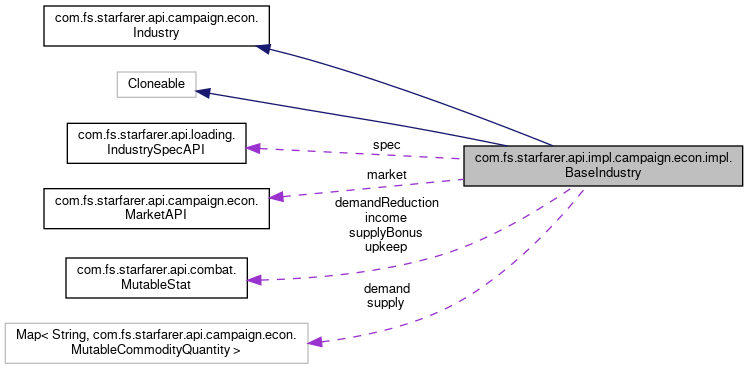 com.fs.starfarer.api.campaign.econ.
Industry
Cloneable
com.fs.starfarer.api.loading.
IndustrySpecAPI
spec
com.fs.starfarer.api.impl.campaign.econ.impl.
BaseIndustry
market
com.fs.starfarer.api.campaign.econ.
MarketAPI
demandReduction
income
supplyBonus
upkeep
com.fs.starfarer.api.combat.
MutableStat
demand
supply
Map< String, com.fs.starfarer.api.campaign.econ.
MutableCommodityQuantity >